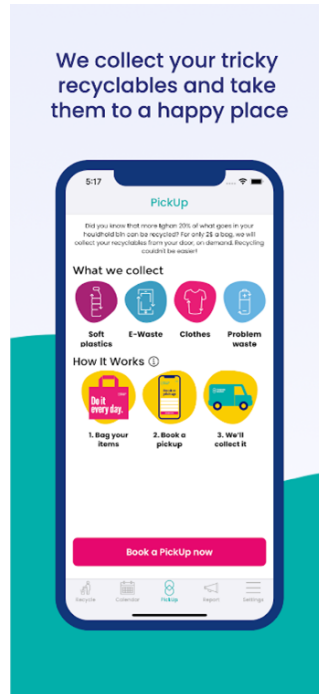 We collect your tricky
recyclables and take
them to a happy place
5:17
PickUp
Did you know that more tghan 20% of what goes in your
houldhold bin can be recycled? For only 2$ a bag, we will
collect your recyclables from your door, on demand. Recycling
couldn't be easier!
What we collect
Soft
plastics
E-Waste
Clothes
Problem
waste
How It Works
Do it
every day.
1. Bag your
items
2. Book a
pickup
3. We'll
collect it
Book a PickUp now
Recycle
Calendar
PickUp
Report
Settings